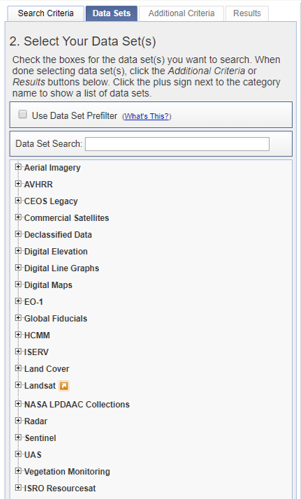 Search Criteria Data Sets Additional Criteria Results
2. Select Your Data Set(s)
Check the boxes for the data set(s) you want to search. When
done selecting data set(s), click the Additional Criteria or
Results buttons below. Click the plus sign next to the category
name to show a list of data sets.
Use Data Set Prefilter (What's This?)
Data Set Search:
Aerial Imagery
AVHRR
CEOS Legacy
Commercial Satellites
Declassified Data
Digital Elevation
Digital Line Graphs
Digital Maps
EO-1
Global Fiducials
HCMM
ISERV
Land Cover
Landsat
NASA LPDAAC Collections
Radar
Sentinel
UAS
Vegetation Monitoring
ISRO Resourcesat